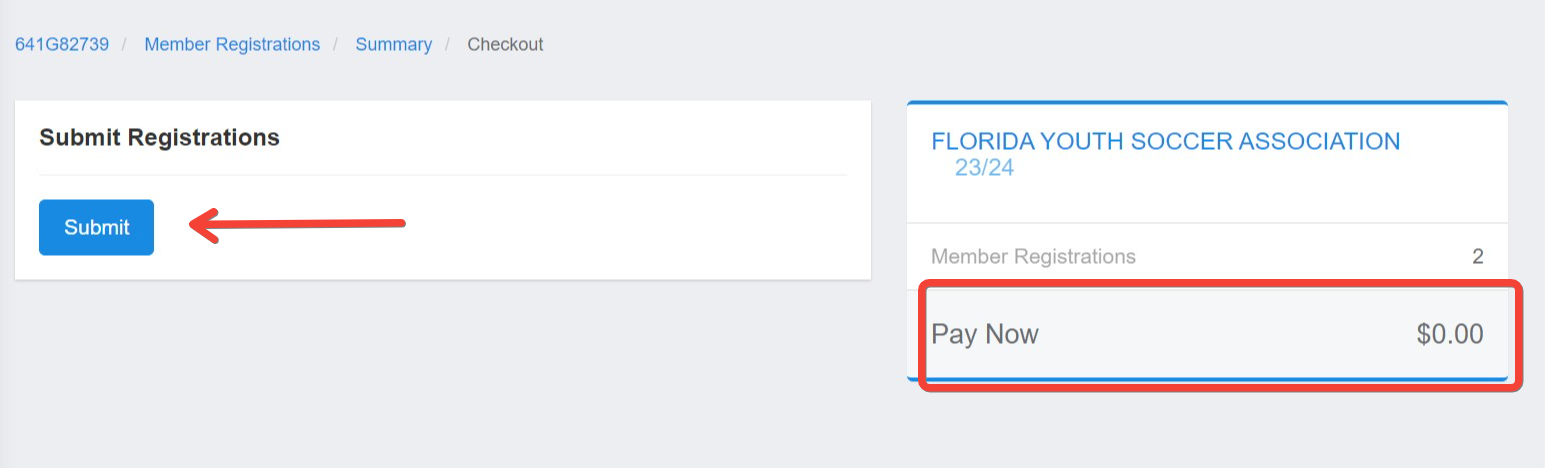 641G82739 / Member Registrations / Summary / Checkout
Submit Registrations
Submit
FLORIDA YOUTH SOCCER ASSOCIATION
23/24
Member Registrations 2
Pay Now $0.00